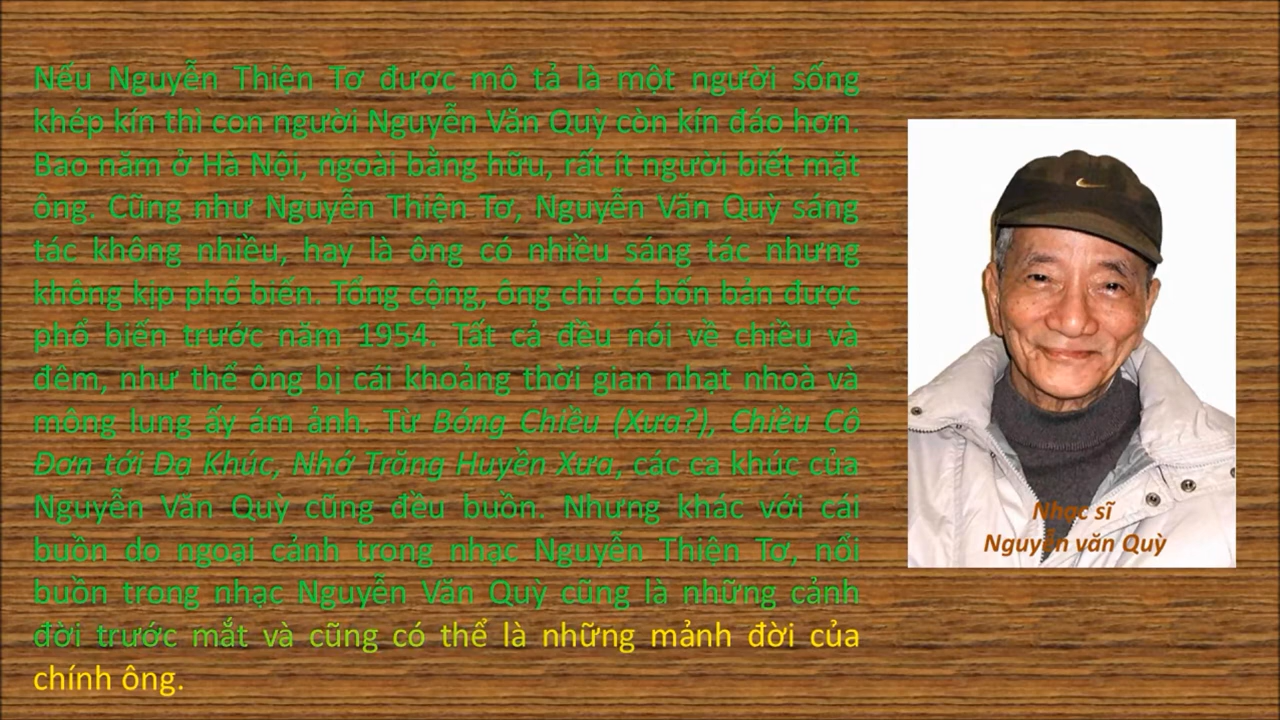 Nếu Nguyễn Thiện Tơ được mô tả là một người sống
khép kín thì con người Nguyễn Văn Quỳ còn kín đáo hơn.
Bao năm ở Hà Nội, ngoài bằng hữu, rất ít người biết mặt
ông. Cũng như Nguyễn Thiện Tơ, Nguyễn Văn Quỳ sáng
tác không nhiều, hay là ông có nhiều sáng tác nhưng
không kịp phổ biến. Tổng cộng, ông chỉ có bốn bản được
phổ biến trước năm 1954. Tất cả đều nói về chiều và
đêm, như thể ông bị cái khoảng thời gian nhạt nhoà và
mông lung ấy ám ảnh. Từ Bóng Chiều (Xưa?), Chiều Cô
Đơn tới Dạ Khúc, Nhớ Trăng Huyền Xưa, các ca khúc của
Nguyễn Văn Quỳ cũng đều buồn. Nhưng khác với cái
buồn do ngoại cảnh trong nhạc Nguyễn Thiện Tơ, nổi
buồn trong nhạc Nguyễn Văn Quỳ cũng là những cảnh
đời trước mắt và cũng có thể là những mảnh đời của
chính ông.
Nhạc sĩ
Nguyễn văn Quỳ